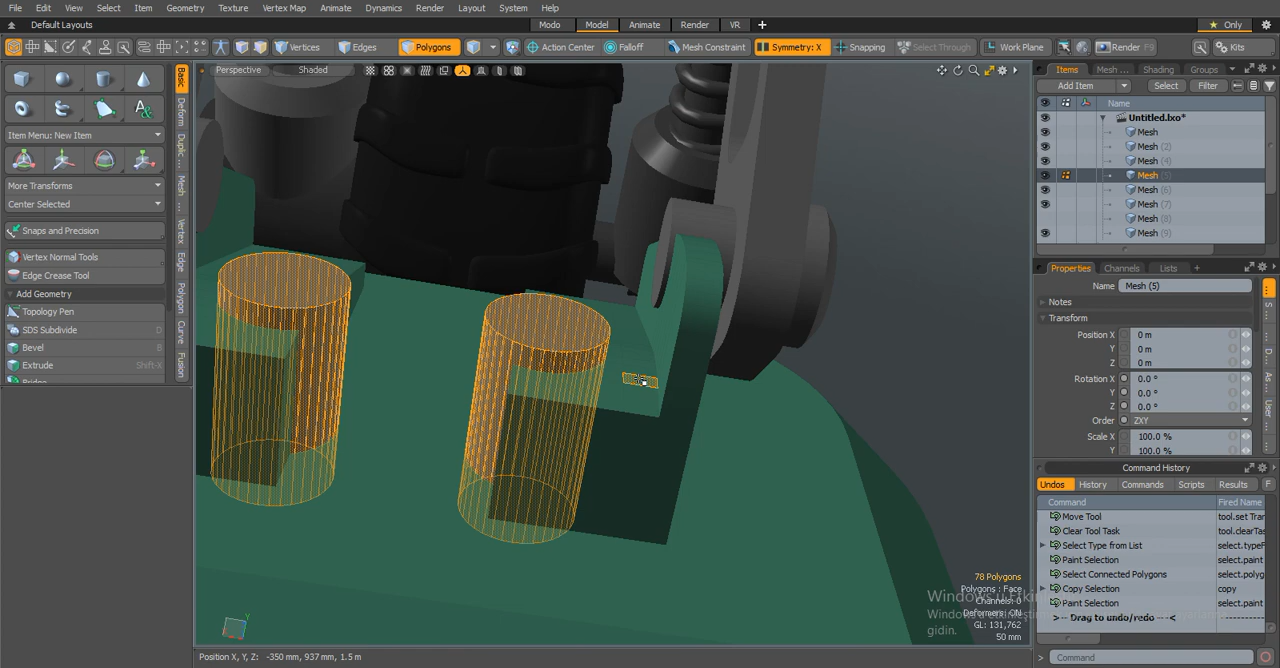 File Edit View Select Item Geometry Texture Vertex Map Animate Dynamics Render Layout System Help
Default Layouts Modo Model Animate Render VR Only
Vertices Edges Polygons Action Center Falloff Mesh Constraint Symmetry: X Snapping Select Through Work Plane Render F9 Kits
Perspective Shaded
Item Menu: New Item
More Transforms
Center Selected
Snaps and Precision
Vertex Normal Tools
Edge Crease Tool
Add Geometry
Topology Pen
SDS Subdivide D
Bevel B
Extrude Shift-X
Bridge
Basic
Deform
Duplic ...
Mesh ...
Vertex
Edge
Polygon
Curve
Fusion
78 Polygons
Polygons : Face
Channels: 0
Deformers: ON
GL: 131,762
50 mm
gidin.
Position X, Y, Z: -350 mm, 937 mm, 1.5 m
Items Mesh ... Shading Groups
Add Item Select Filter
Name
Untitled.lxo*
Mesh
Mesh (2)
Mesh (4)
Mesh (5)
Mesh (6)
Mesh (7)
Mesh (8)
Mesh (9)
Properties Channels Lists +
Name Mesh (5)
Notes
Transform
Position X 0 m
Y 0 m
Z 0 m
Rotation X 0.0 °
Y 0.0 °
Z 0.0 °
Order ZXY
Scale X 100.0 %
Y 100.0 %
Command History
Undos History Commands Scripts Results F
Command Fired Name
Move Tool tool.set Tran
Clear Tool Task tool.clearTas
Select Type from List select.typeF
Paint Selection select.paint
Select Connected Polygons select.polyg
Copy Selection copy
Paint Selection select.paint
> -- Drag to undo/redo ---<
Command